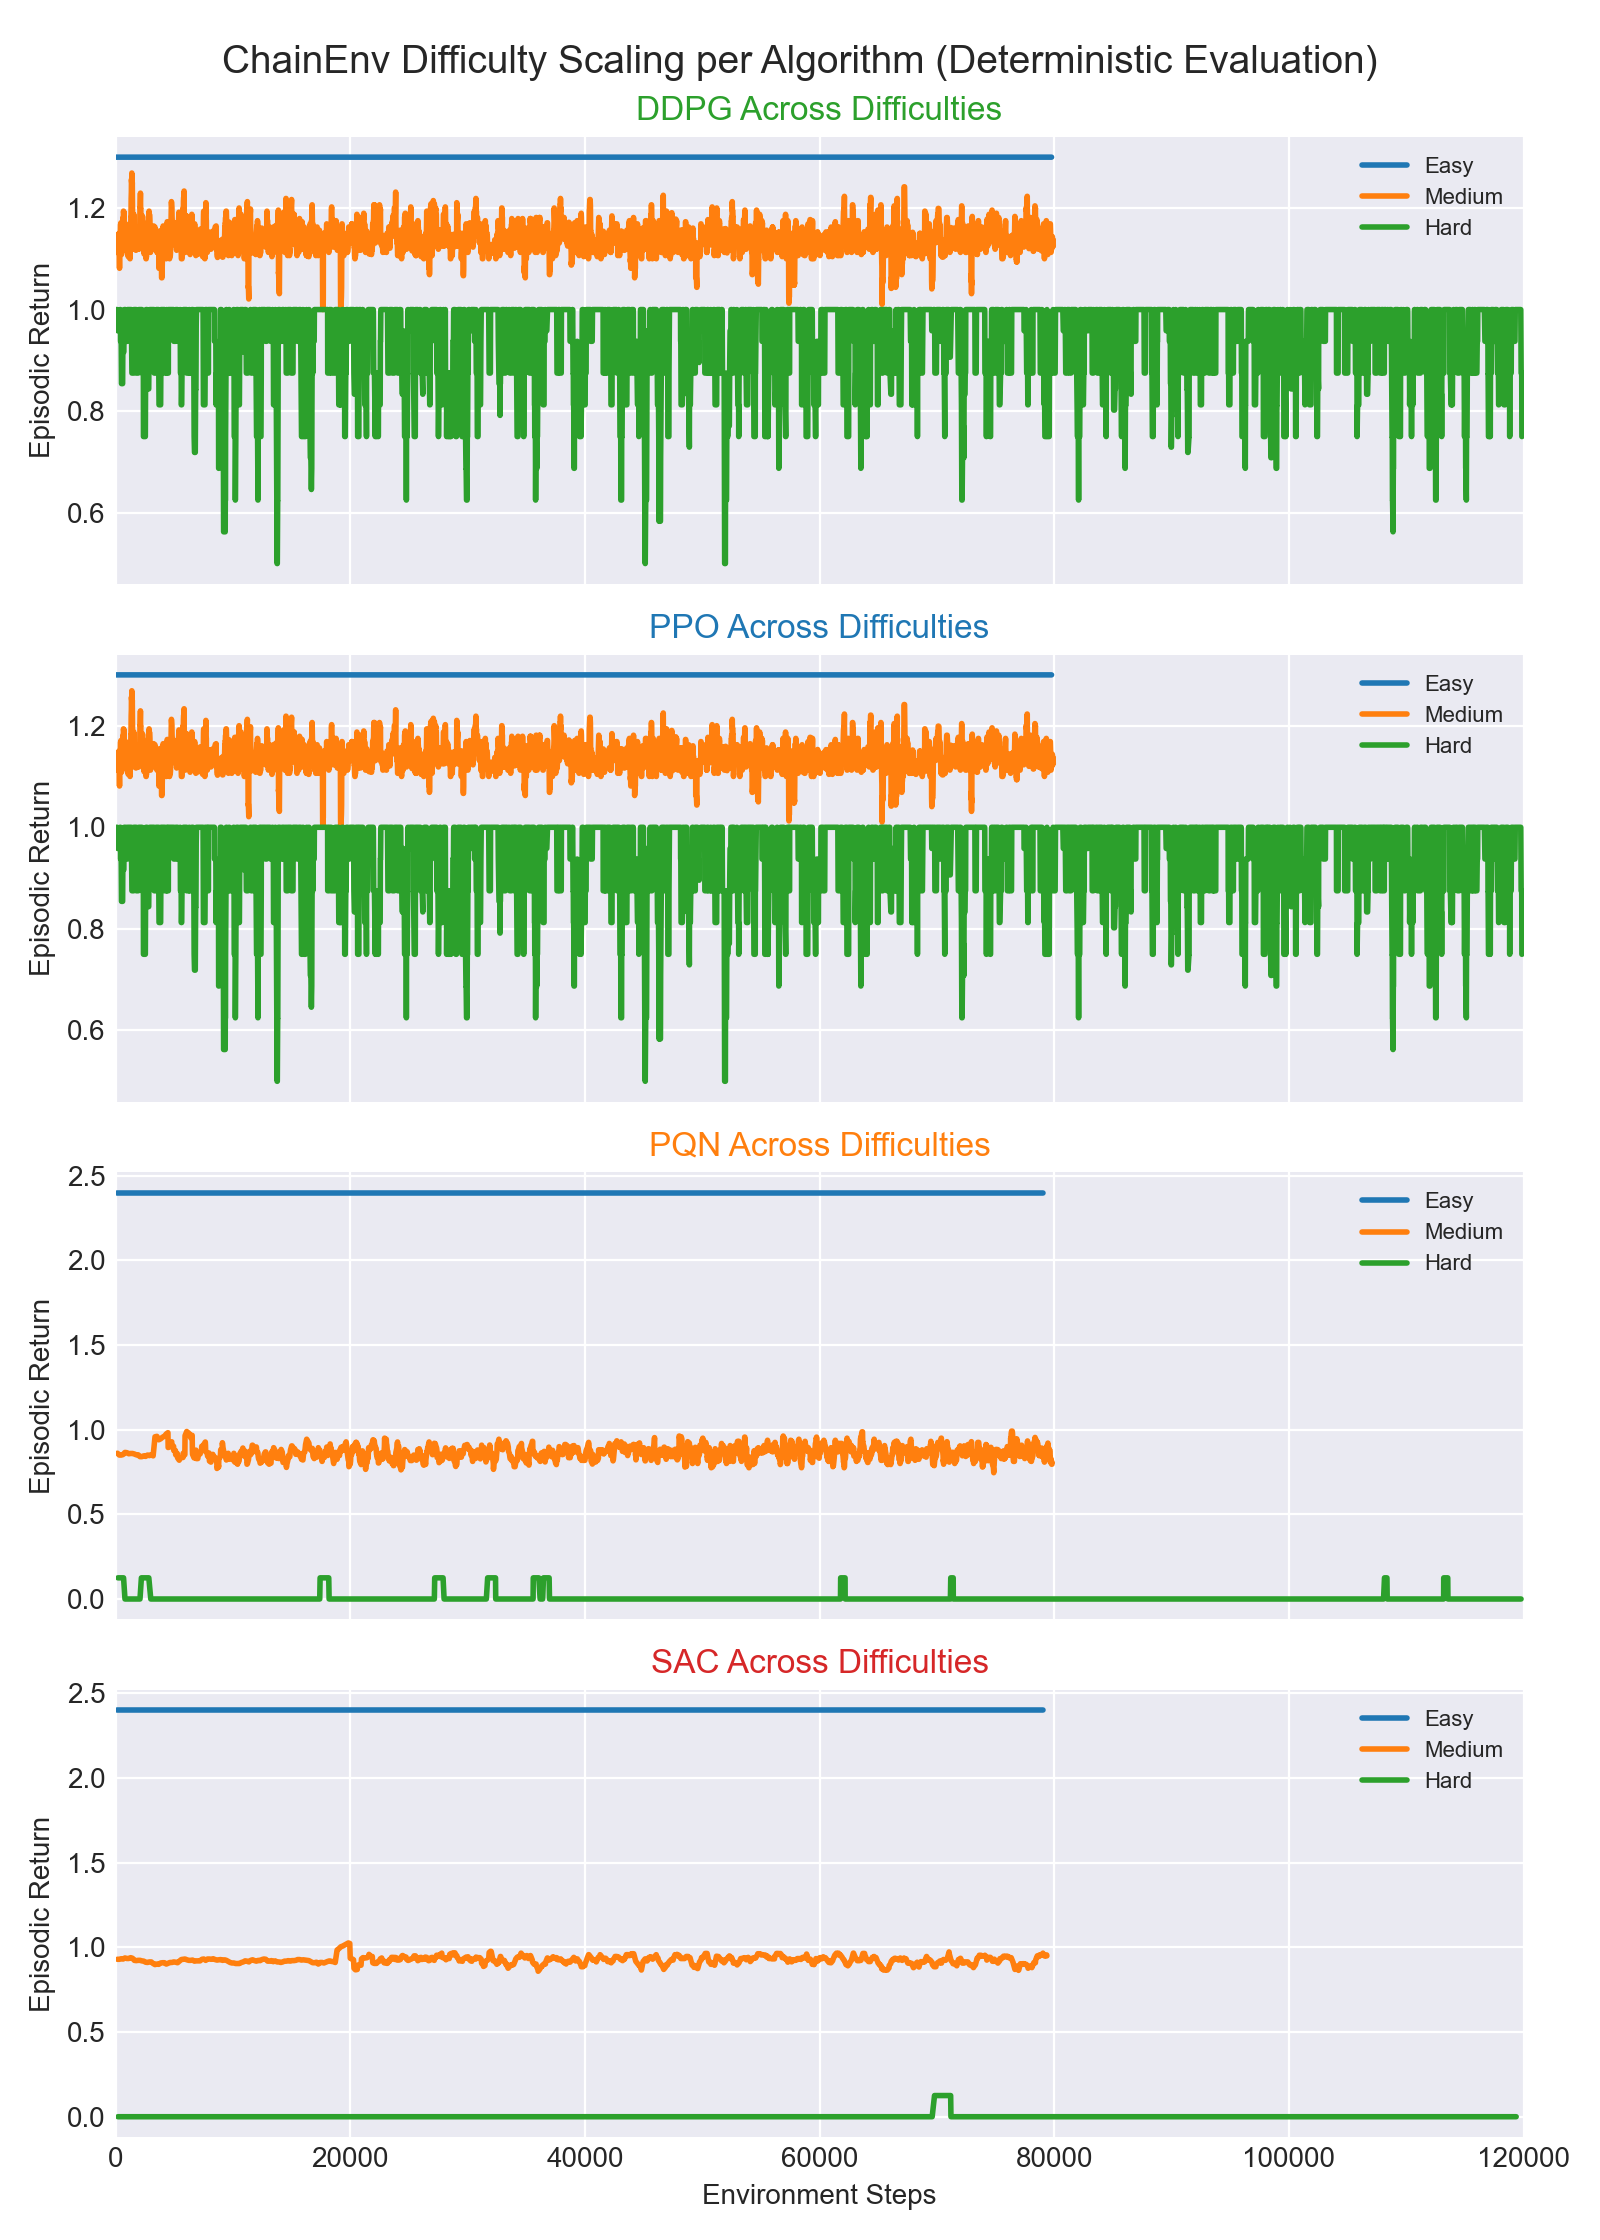 ChainEnv Difficulty Scaling per Algorithm (Deterministic Evaluation)
DDPG Across Difficulties
Easy
Medium
Hard
1.2
1.0
0.8
0.6
Episodic Return
PPO Across Difficulties
Easy
Medium
Hard
1.2
1.0
0.8
0.6
Episodic Return
PQN Across Difficulties
Easy
Medium
Hard
2.5
2.0
1.5
1.0
0.5
0.0
Episodic Return
SAC Across Difficulties
Easy
Medium
Hard
2.5
2.0
1.5
1.0
0.5
0.0
Episodic Return
0 20000 40000 60000 80000 100000 120000
Environment Steps